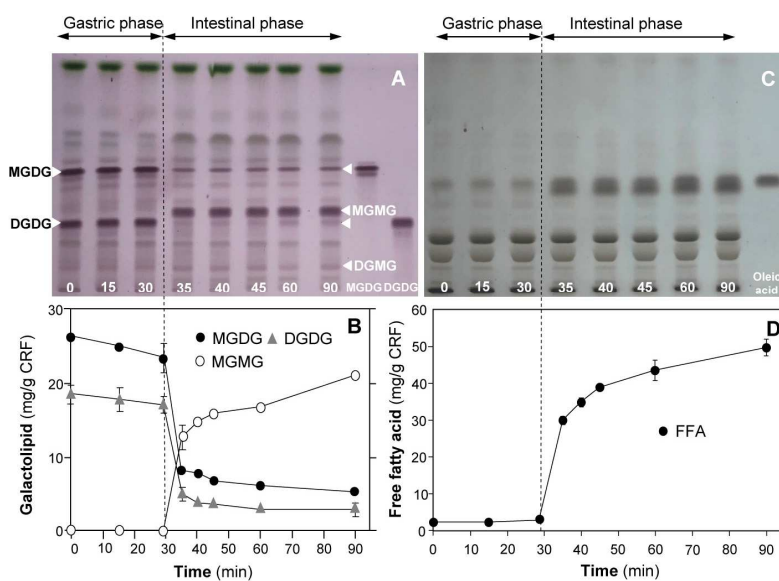 Gastric phase Intestinal phase
A
MGDG
DGDG
MGMG
DGMG
0 15 30 35 40 45 60 90 MGDG DGDG
Gastric phase Intestinal phase
C
0 15 30 35 40 45 60 90 Oleic
acid
B
MGDG DGDG
MGMG
Galactolipid (mg/g CRF)
30
20
10
0
0 10 20 30 40 50 60 70 80 90
Time (min)
D
FFA
Free fatty acid (mg/g CRF)
60
50
40
30
20
10
0
0 10 20 30 40 50 60 70 80 90
Time (min)